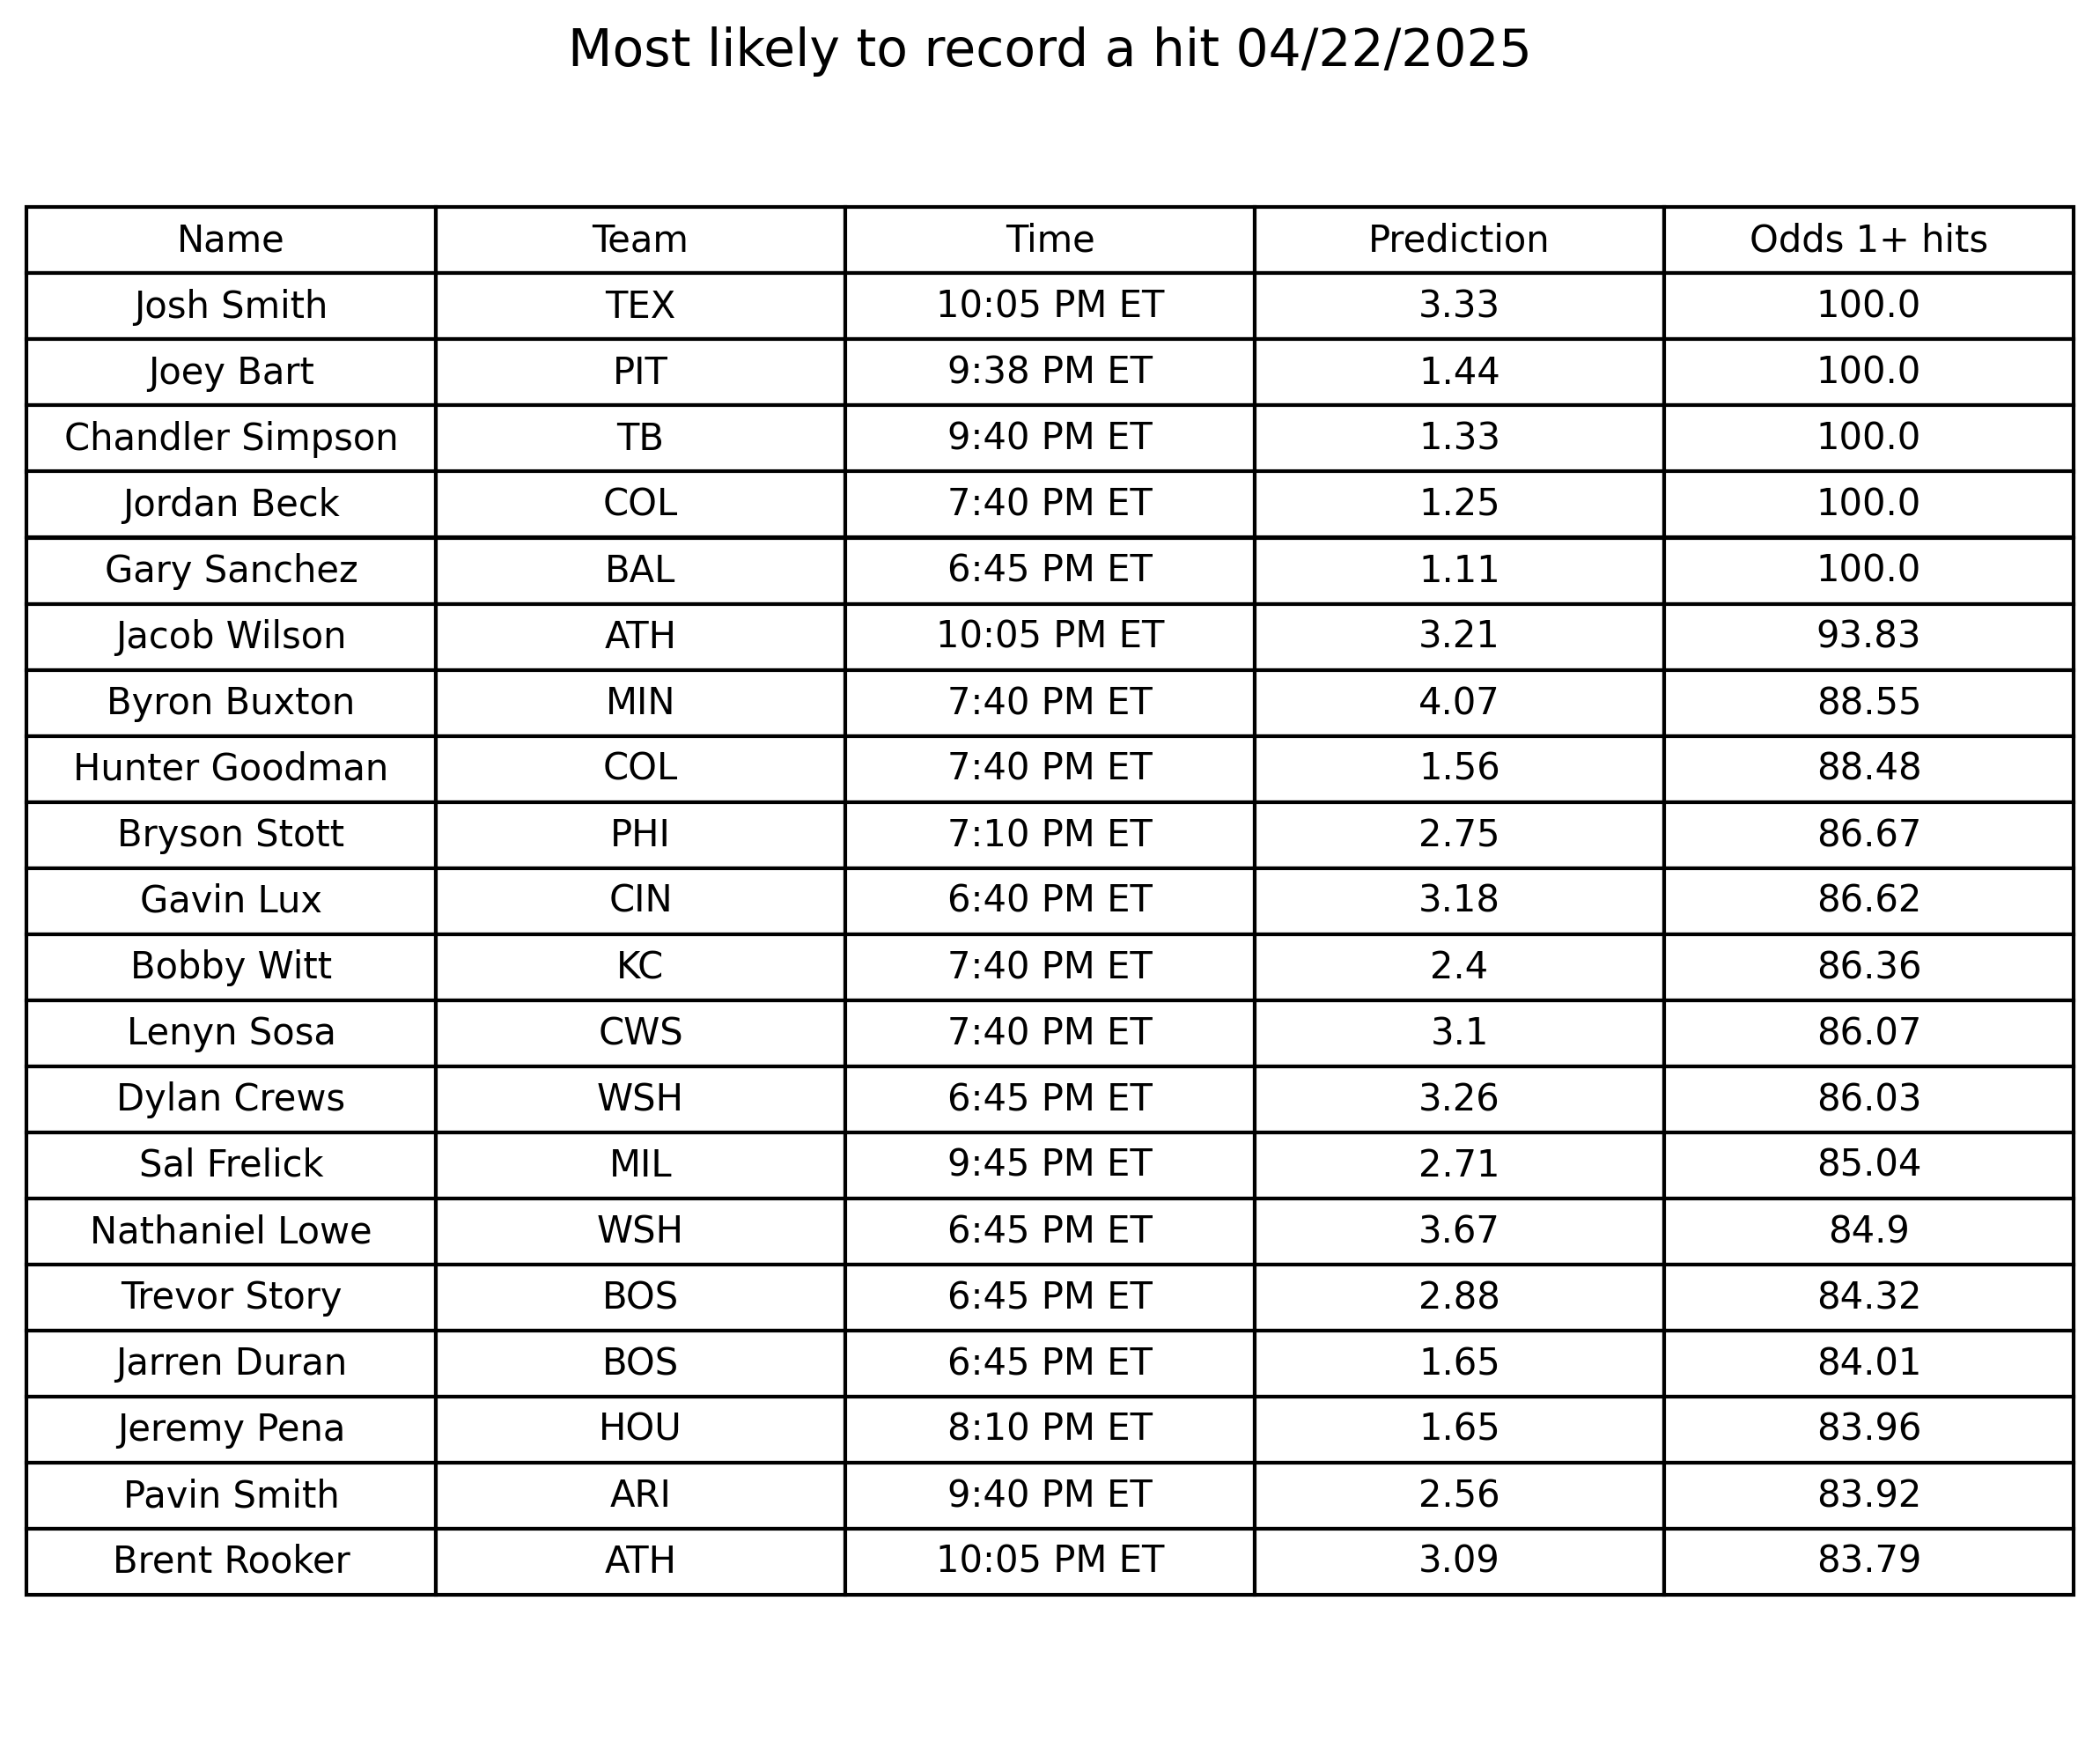 Most likely to record a hit 04/22/2025
Name Team Time Prediction Odds 1+ hits
Josh Smith TEX 10:05 PM ET 3.33 100.0
Joey Bart PIT 9:38 PM ET 1.44 100.0
Chandler Simpson TB 9:40 PM ET 1.33 100.0
Jordan Beck COL 7:40 PM ET 1.25 100.0
Gary Sanchez BAL 6:45 PM ET 1.11 100.0
Jacob Wilson ATH 10:05 PM ET 3.21 93.83
Byron Buxton MIN 7:40 PM ET 4.07 88.55
Hunter Goodman COL 7:40 PM ET 1.56 88.48
Bryson Stott PHI 7:10 PM ET 2.75 86.67
Gavin Lux CIN 6:40 PM ET 3.18 86.62
Bobby Witt KC 7:40 PM ET 2.4 86.36
Lenyn Sosa CWS 7:40 PM ET 3.1 86.07
Dylan Crews WSH 6:45 PM ET 3.26 86.03
Sal Frelick MIL 9:45 PM ET 2.71 85.04
Nathaniel Lowe WSH 6:45 PM ET 3.67 84.9
Trevor Story BOS 6:45 PM ET 2.88 84.32
Jarren Duran BOS 6:45 PM ET 1.65 84.01
Jeremy Pena HOU 8:10 PM ET 1.65 83.96
Pavin Smith ARI 9:40 PM ET 2.56 83.92
Brent Rooker ATH 10:05 PM ET 3.09 83.79